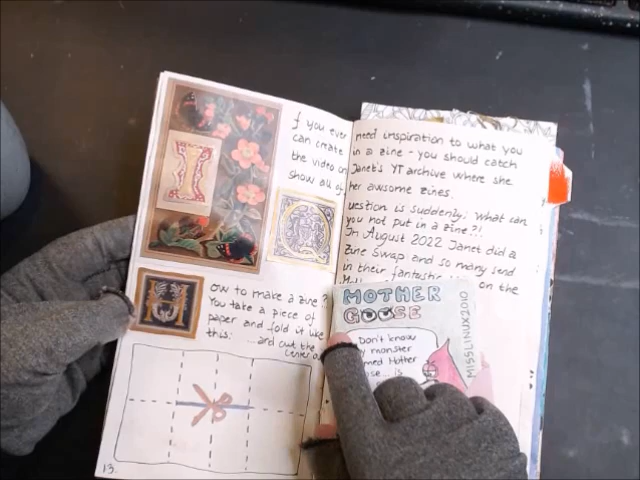 I
f you ever
can create
the video on
show all of
Q
H
ow to make a zine?
You take a piece of
paper and fold it like
this: ...and cut the
center
13.
need inspiration to what you
in a zine - you should catch
Janet's YT archive where she
her awsome zines.
uestion is suddenly: what can
you not put in a zine?!
In August 2022 Janet did a
Zine Swap and so many send
in their fantastic on the
MOTHER
GOOSE
Don't know
monster
med Mother
ose... is
MISSLINUX2010